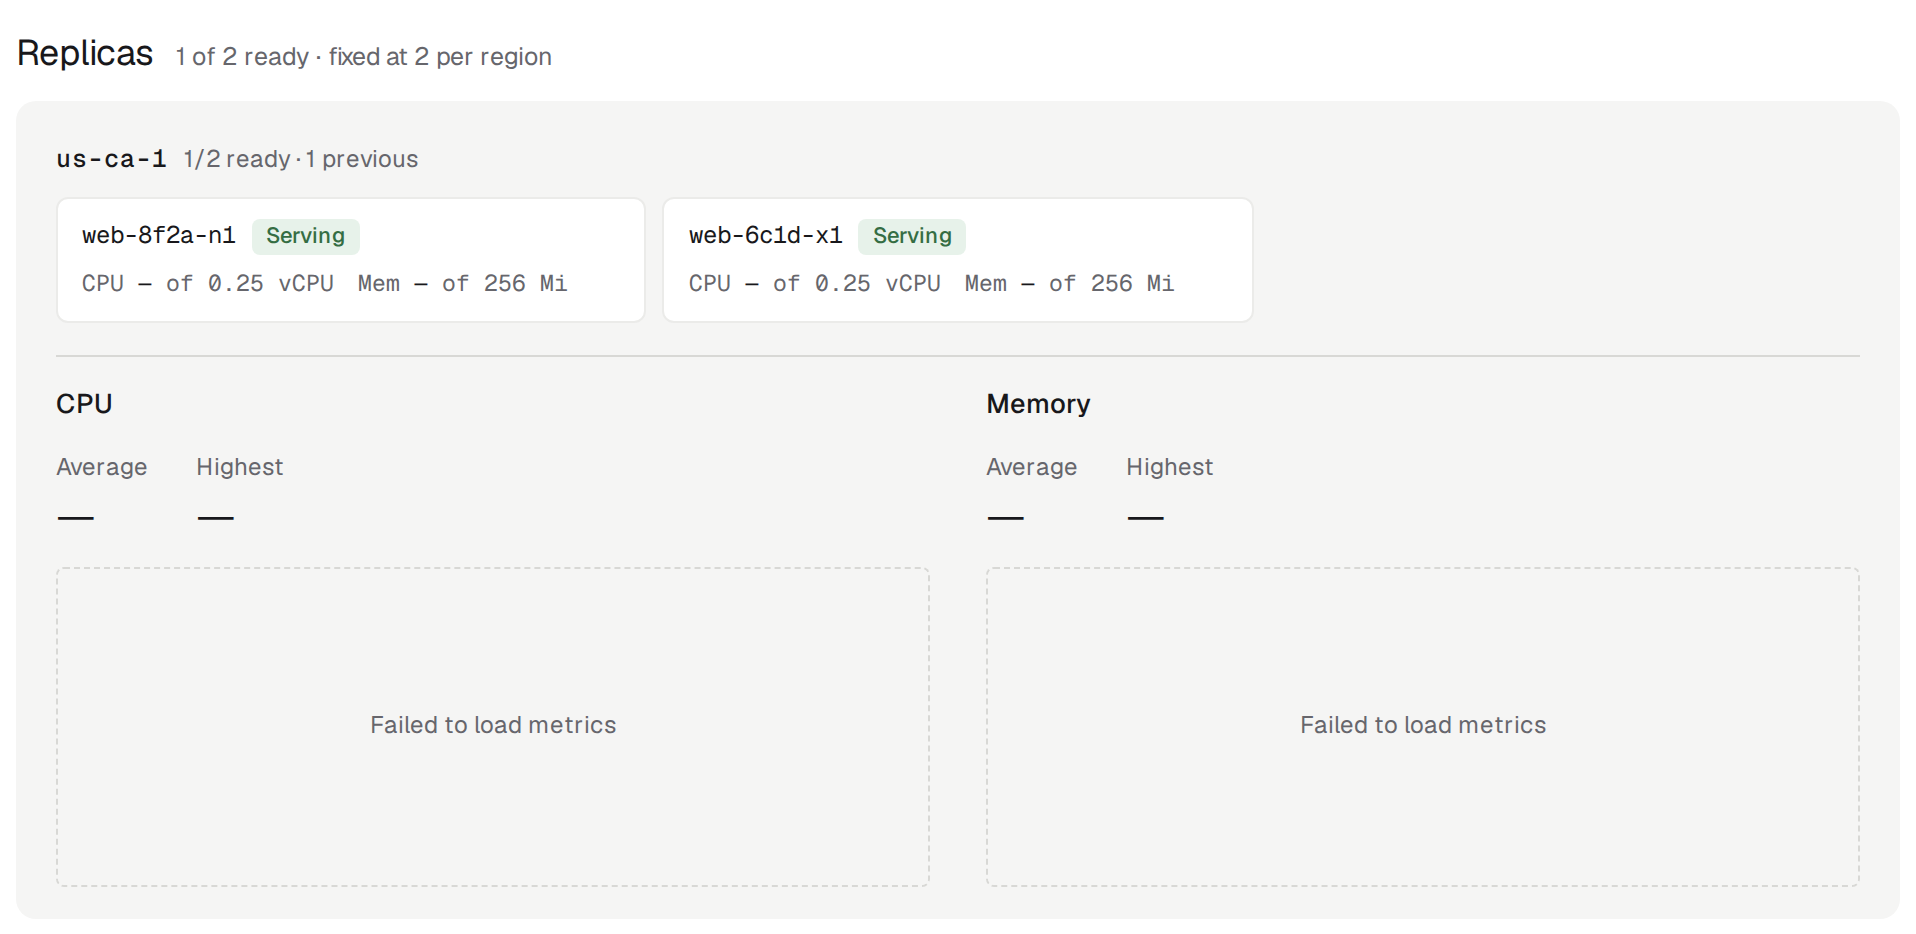 Replicas 1 of 2 ready · fixed at 2 per region
us-ca-1 1/2 ready · 1 previous
web-8f2a-n1 Serving
CPU — of 0.25 vCPU Mem — of 256 Mi
web-6c1d-x1 Serving
CPU — of 0.25 vCPU Mem — of 256 Mi
CPU
Average Highest
— —
Failed to load metrics
Memory
Average Highest
— —
Failed to load metrics